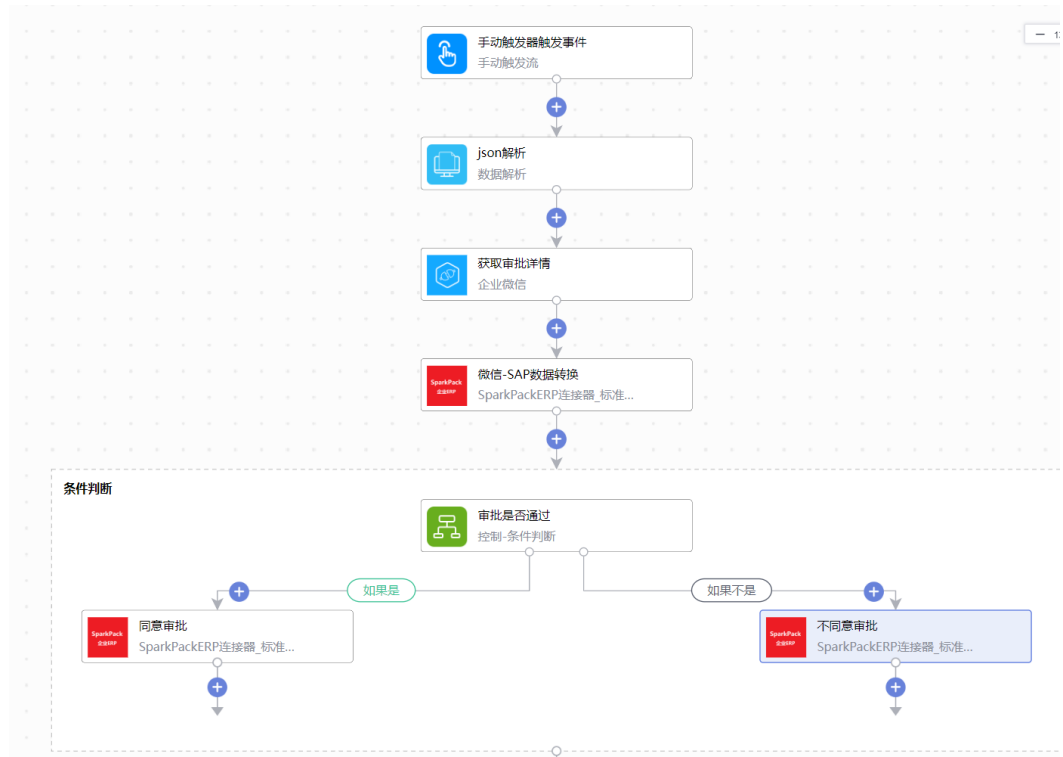 手动触发器触发事件
手动触发流
json解析
数据解析
获取审批详情
企业微信
SparkPack
企业ERP
微信-SAP数据转换
SparkPackERP连接器_标准...
条件判断
审批是否通过
控制-条件判断
如果是
如果不是
SparkPack
企业ERP
同意审批
SparkPackERP连接器_标准...
SparkPack
企业ERP
不同意审批
SparkPackERP连接器_标准...